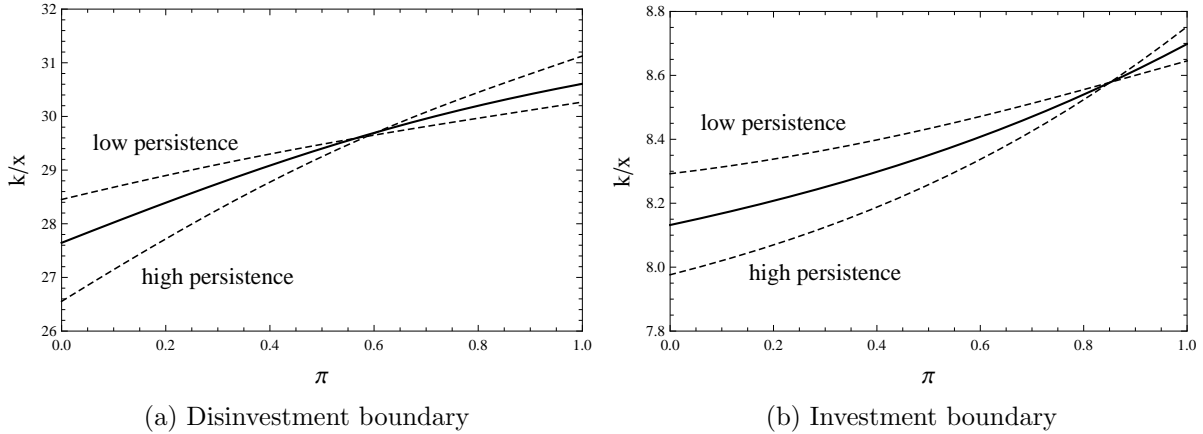 32
31
30
29
28
27
26
k/x
low persistence
high persistence
0.0 0.2 0.4 0.6 0.8 1.0
π
(a) Disinvestment boundary
8.8
8.6
8.4
8.2
8.0
7.8
k/x
low persistence
high persistence
0.0 0.2 0.4 0.6 0.8 1.0
π
(b) Investment boundary